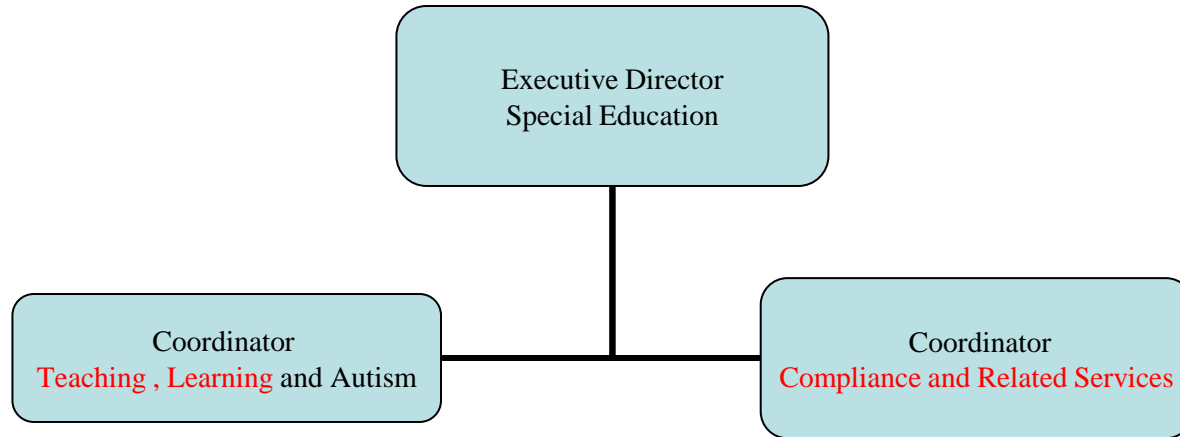 Executive Director
Special Education
Coordinator
Teaching , Learning and Autism
Coordinator
Compliance and Related Services